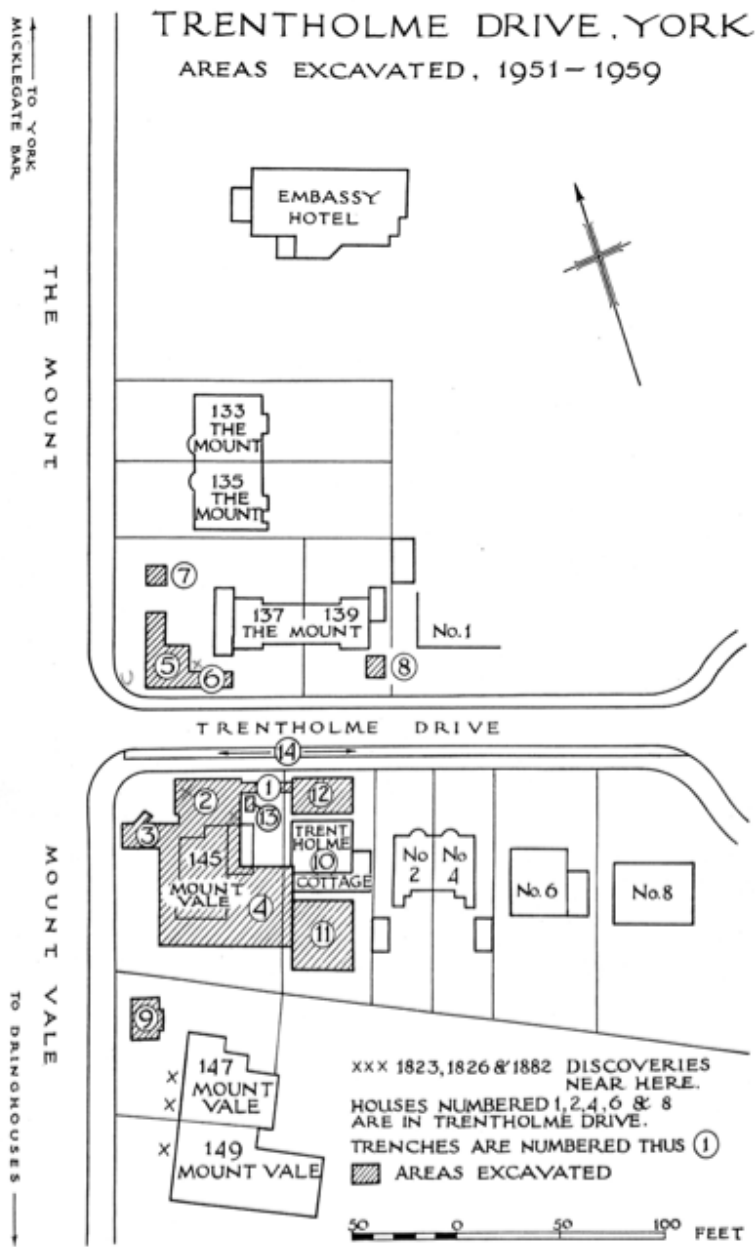 TRENTHOLME DRIVE, YORK
AREAS EXCAVATED, 1951-1959
TO YORK
MICKLEGATE BAR
EMBASSY
HOTEL
THE MOUNT
133
THE
MOUNT
135
THE
MOUNT
7
137 139
THE MOUNT
No.1
5
6
8
TRENTHOLME DRIVE
14
1
2
12
13
3
TRENT
HOLME
10
COTTAGE
No
2
No
4
No.6
No.8
145
MOUNT
VALE
4
11
MOUNT VALE
9
147
MOUNT
VALE
149
MOUNT VALE
TO DRINGHOUSES
xxx 1823,1826 & 1882 DISCOVERIES
NEAR HERE.
HOUSES NUMBERED 1,2,4,6 & 8
ARE IN TRENTHOLME DRIVE.
TRENCHES ARE NUMBERED THUS 1
AREAS EXCAVATED
50 0 50 100 FEET